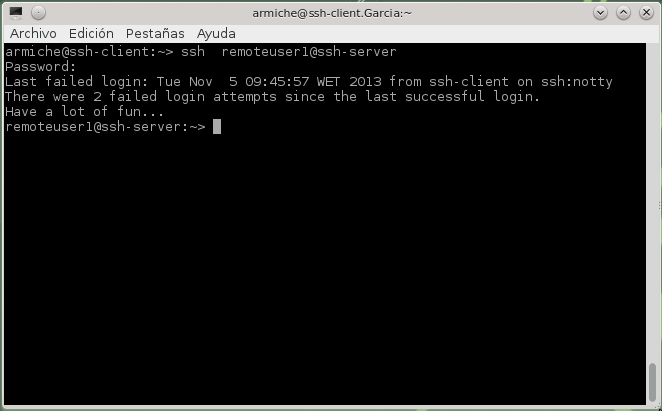 armiche@ssh-client.Garcia:~
Archivo Edición Pestañas Ayuda
armiche@ssh-client:~> ssh  remoteuser1@ssh-server
Password:
Last failed login: Tue Nov  5 09:45:57 WET 2013 from ssh-client on ssh:notty
There were 2 failed login attempts since the last successful login.
Have a lot of fun...
remoteuser1@ssh-server:~>